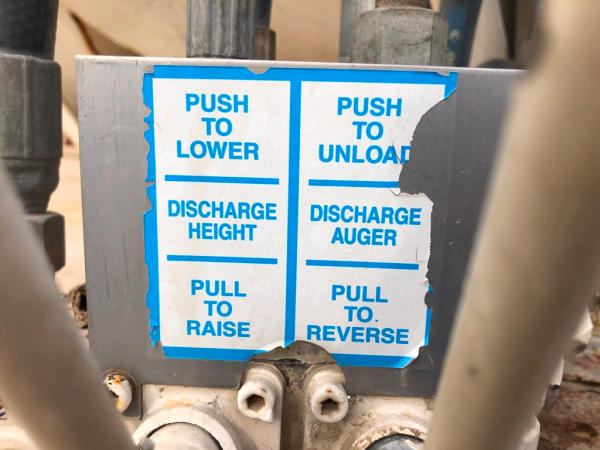 PUSH
TO
LOWER
DISCHARGE
HEIGHT
PULL
TO
RAISE
PUSH
TO
UNLOAD
DISCHARGE
AUGER
PULL
TO
REVERSE